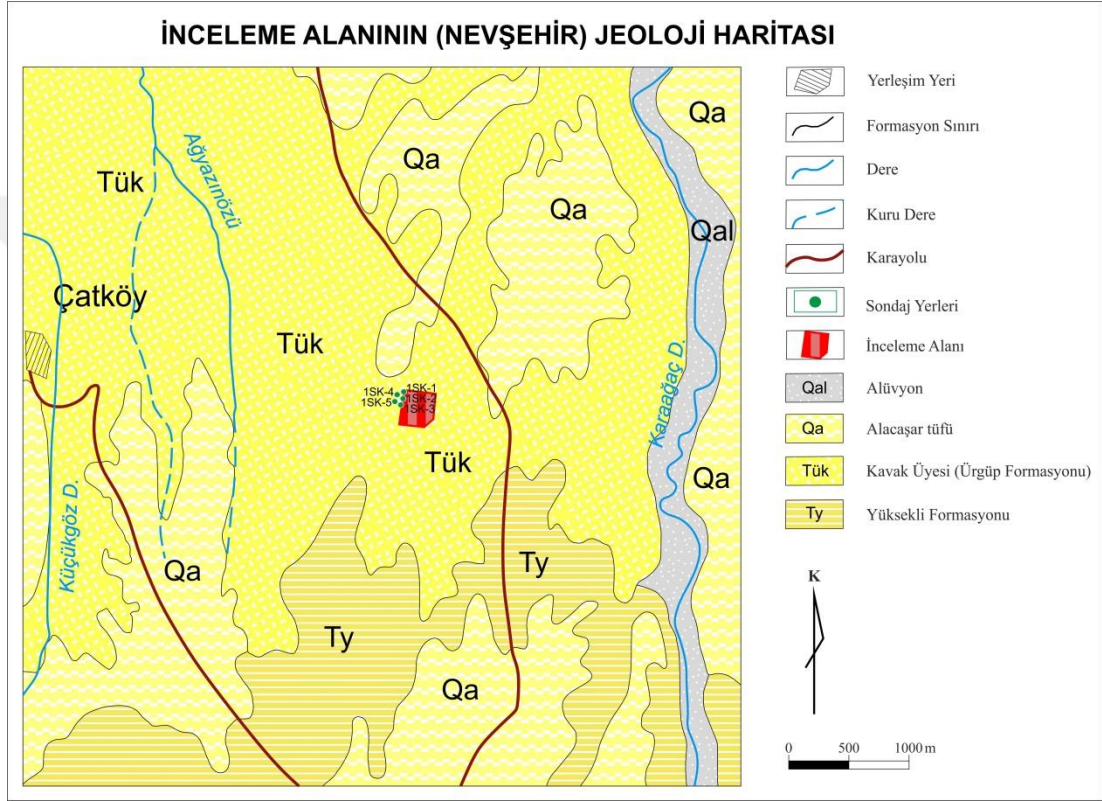 İNCELEME ALANININ (NEVŞEHİR) JEOLOJİ HARİTASI
Qa
Ağyazınözü
Qa
Tük
Qa
Qal
Çatköy
Tük
1SK-1
1SK-4
1SK-2
1SK-5
1SK-3
Karaağaç D.
Tük
Qa
Küçükgöz D.
Qa
Ty
Ty
Qa
Yerleşim Yeri
Formasyon Sınırı
Dere
Kuru Dere
Karayolu
Sondaj Yerleri
İnceleme Alanı
Qal Alüvyon
Qa Alacaşar tüfü
Tük Kavak Üyesi (Ürgüp Formasyonu)
Ty Yüksekli Formasyonu
K
0 500 1000 m